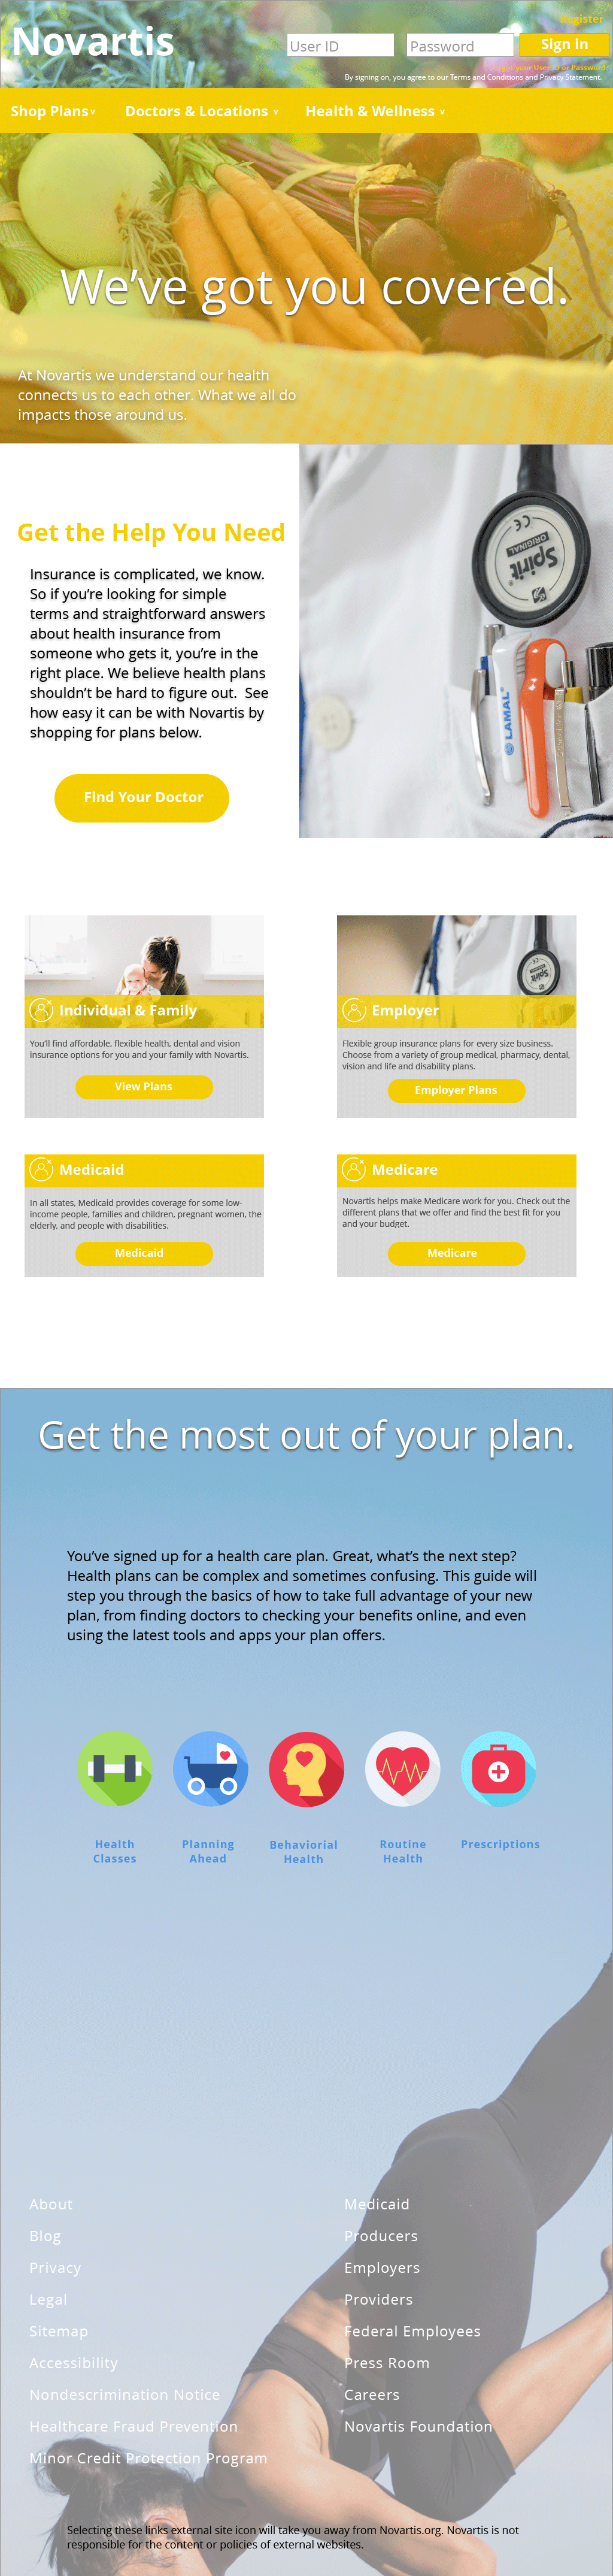 Register
Novartis
User ID
Password
Sign in
Forgot your User ID or Password?
By signing on, you agree to our Terms and Conditions and Privacy Statement.
Shop Plans v
Doctors & Locations v
Health & Wellness v
We've got you covered.
At Novartis we understand our health
connects us to each other. What we all do
impacts those around us.
Get the Help You Need
Insurance is complicated, we know.
So if you're looking for simple
terms and straightforward answers
about health insurance from
someone who gets it, you're in the
right place. We believe health plans
shouldn't be hard to figure out. See
how easy it can be with Novartis by
shopping for plans below.
Find Your Doctor
Spirit
ORIGINAL
CE
LAMAL
Individual & Family
You'll find affordable, flexible health, dental and vision
insurance options for you and your family with Novartis.
View Plans
Spirit
Employer
Flexible group insurance plans for every size business.
Choose from a variety of group medical, pharmacy, dental,
vision and life and disability plans.
Employer Plans
Medicaid
In all states, Medicaid provides coverage for some low-
income people, families and children, pregnant women, the
elderly, and people with disabilities.
Medicaid
Medicare
Novartis helps make Medicare work for you. Check out the
different plans that we offer and find the best fit for you
and your budget.
Medicare
Get the most out of your plan.
You've signed up for a health care plan. Great, what's the next step?
Health plans can be complex and sometimes confusing. This guide will
step you through the basics of how to take full advantage of your new
plan, from finding doctors to checking your benefits online, and even
using the latest tools and apps your plan offers.
Health
Classes
Planning
Ahead
Behaviorial
Health
Routine
Health
Prescriptions
About
Blog
Privacy
Legal
Sitemap
Accessibility
Nondescrimination Notice
Healthcare Fraud Prevention
Minor Credit Protection Program
Medicaid
Producers
Employers
Providers
Federal Employees
Press Room
Careers
Novartis Foundation
Selecting these links external site icon will take you away from Novartis.org. Novartis is not
responsible for the content or policies of external websites.